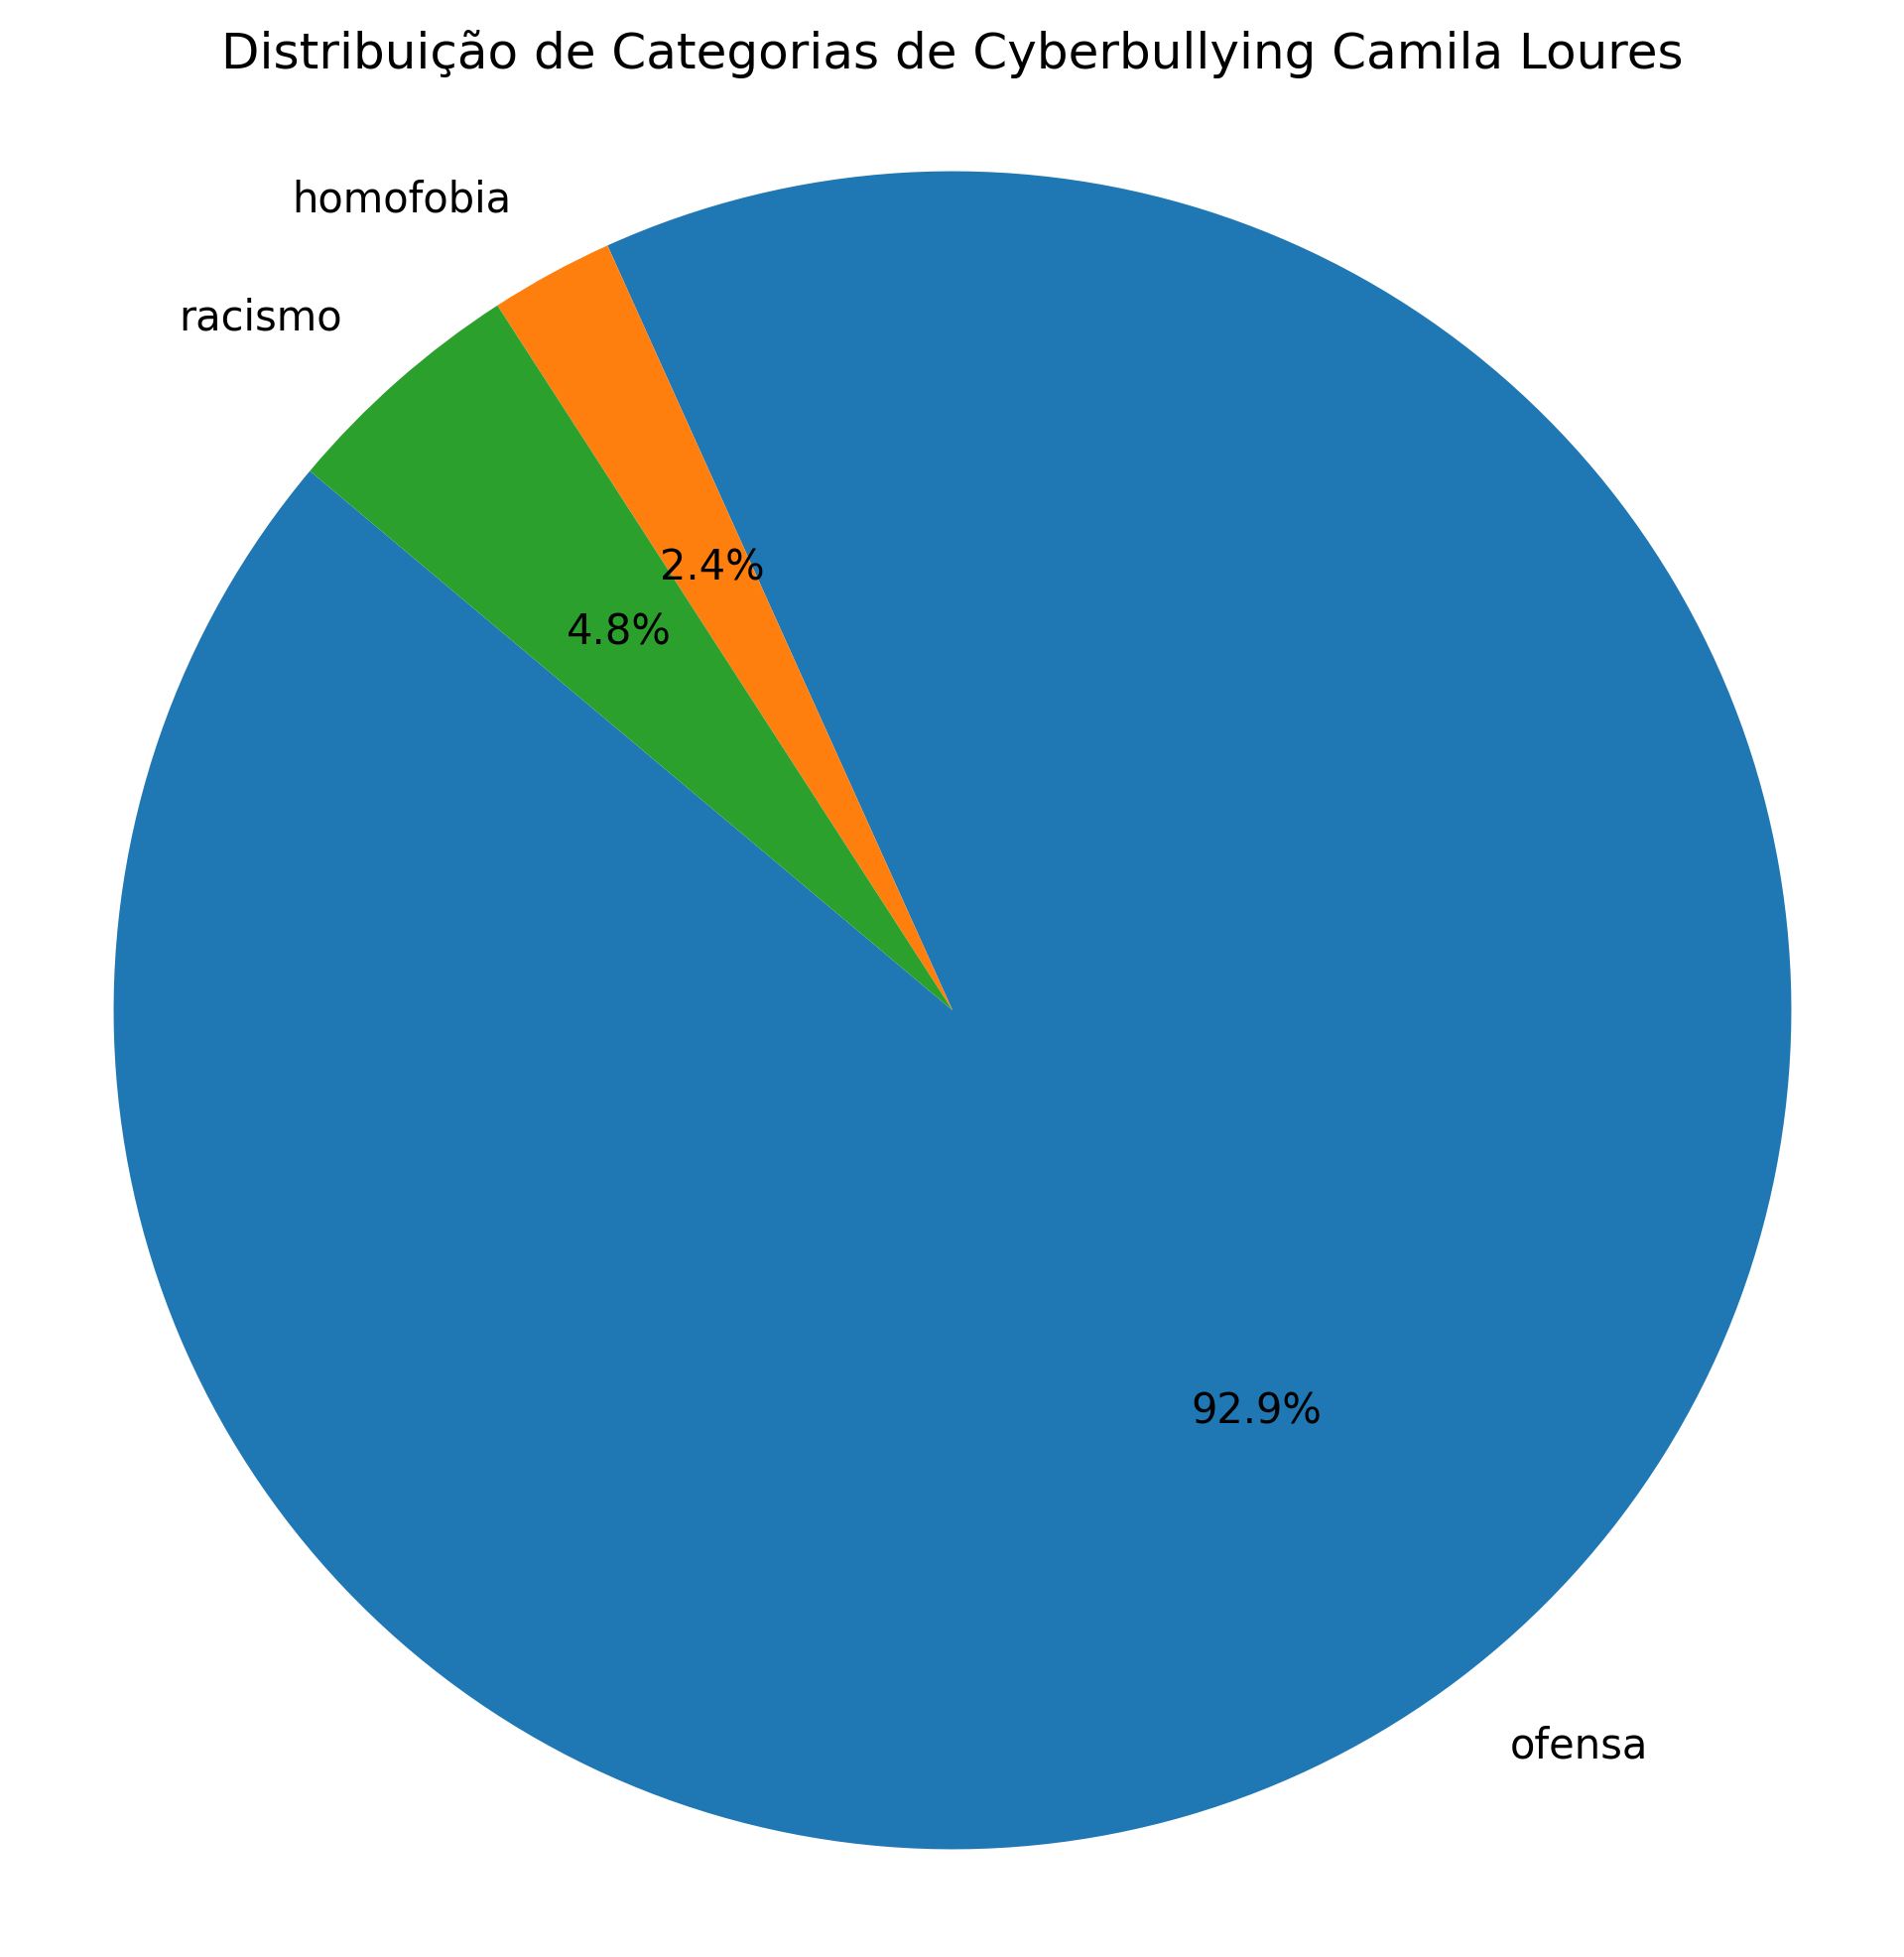 Distribuição de Categorias de Cyberbullying Camila Loures
homofobia
racismo
2.4%
4.8%
92.9%
ofensa